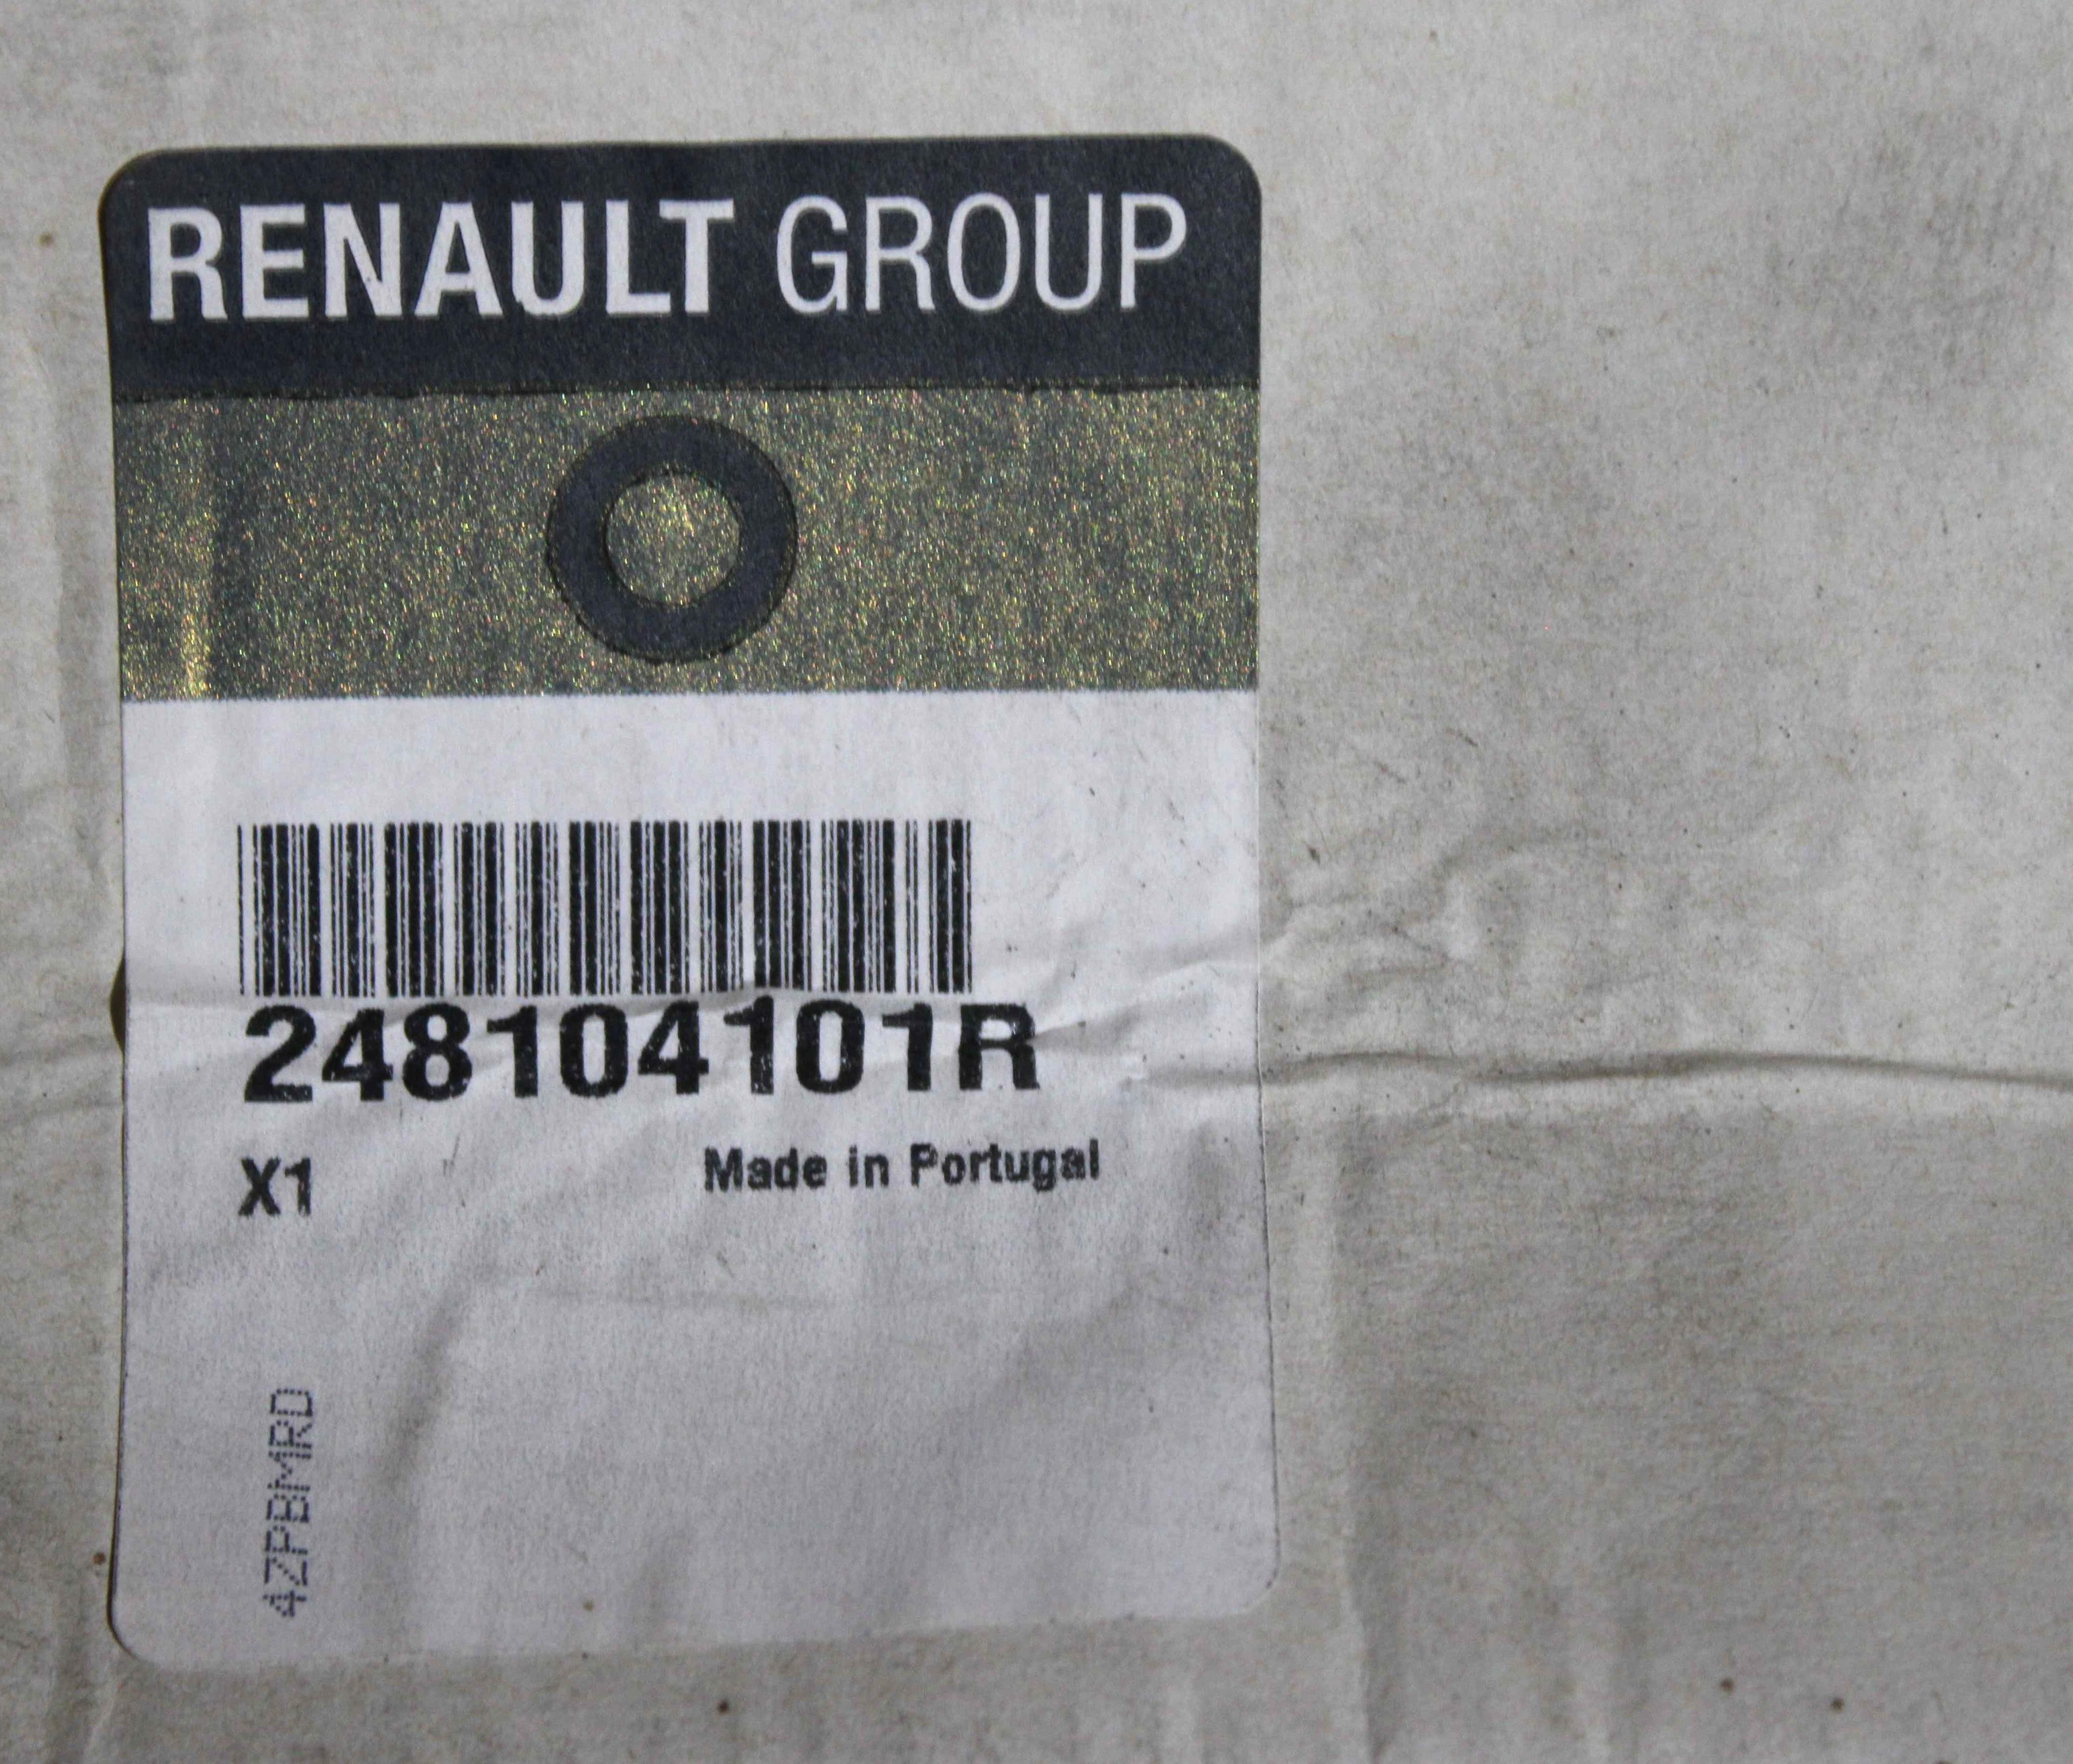 RENAULT GROUP
248104101R
X1 Made in Portugal
4ZPBMRD